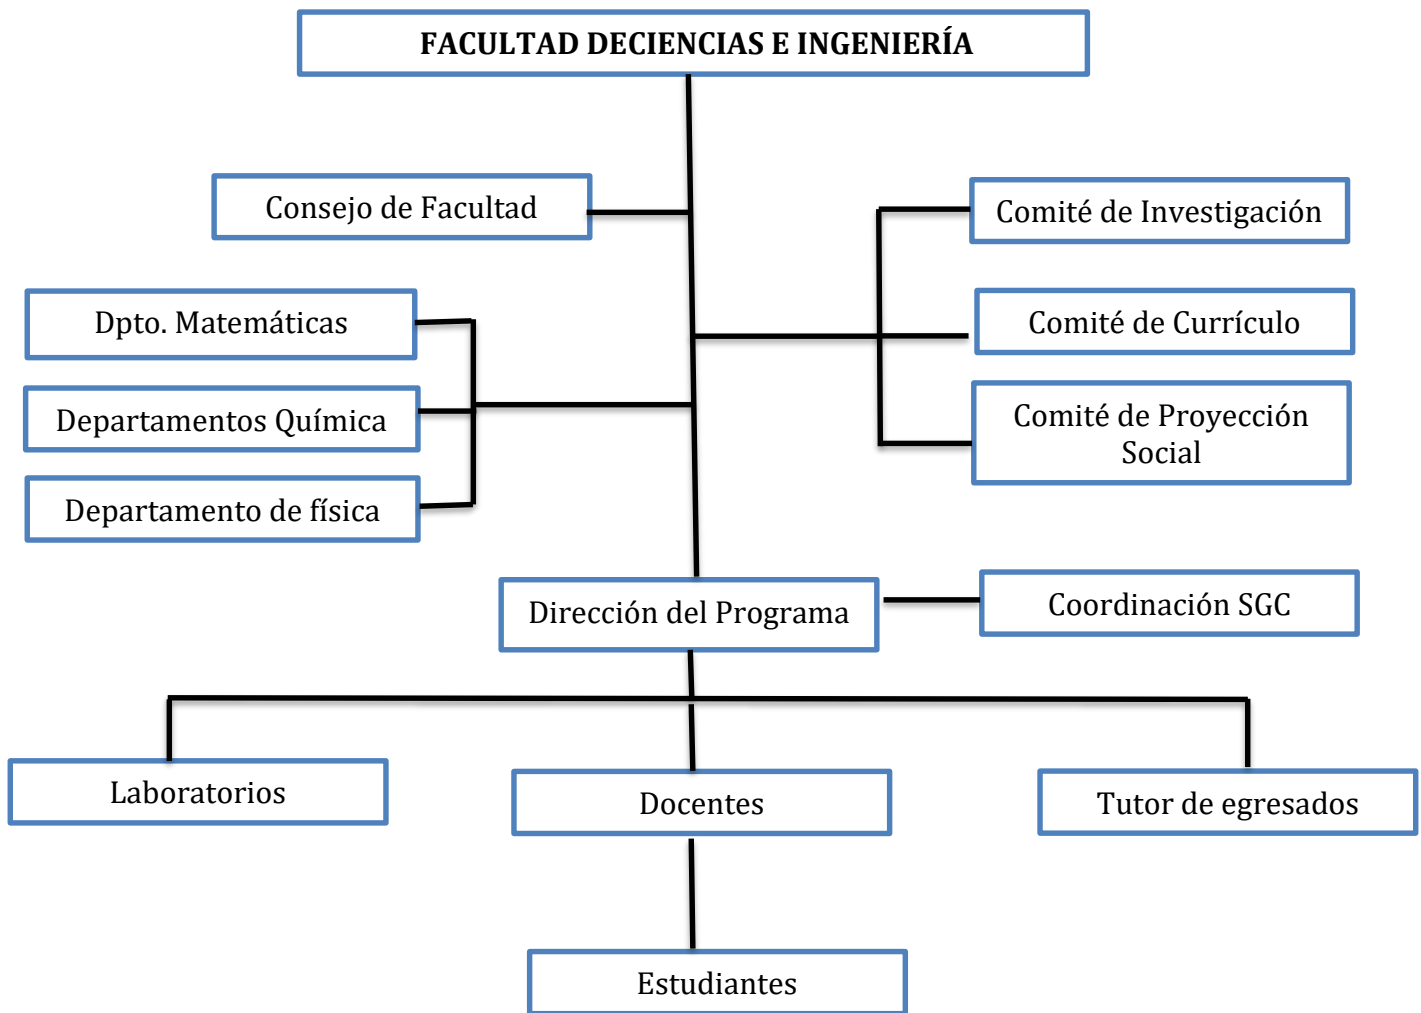 FACULTAD DECIENCIAS E INGENIERÍA
Consejo de Facultad
Comité de Investigación
Dpto. Matemáticas
Comité de Currículo
Departamentos Química
Comité de Proyección
Social
Departamento de física
Dirección del Programa
Coordinación SGC
Laboratorios
Docentes
Tutor de egresados
Estudiantes